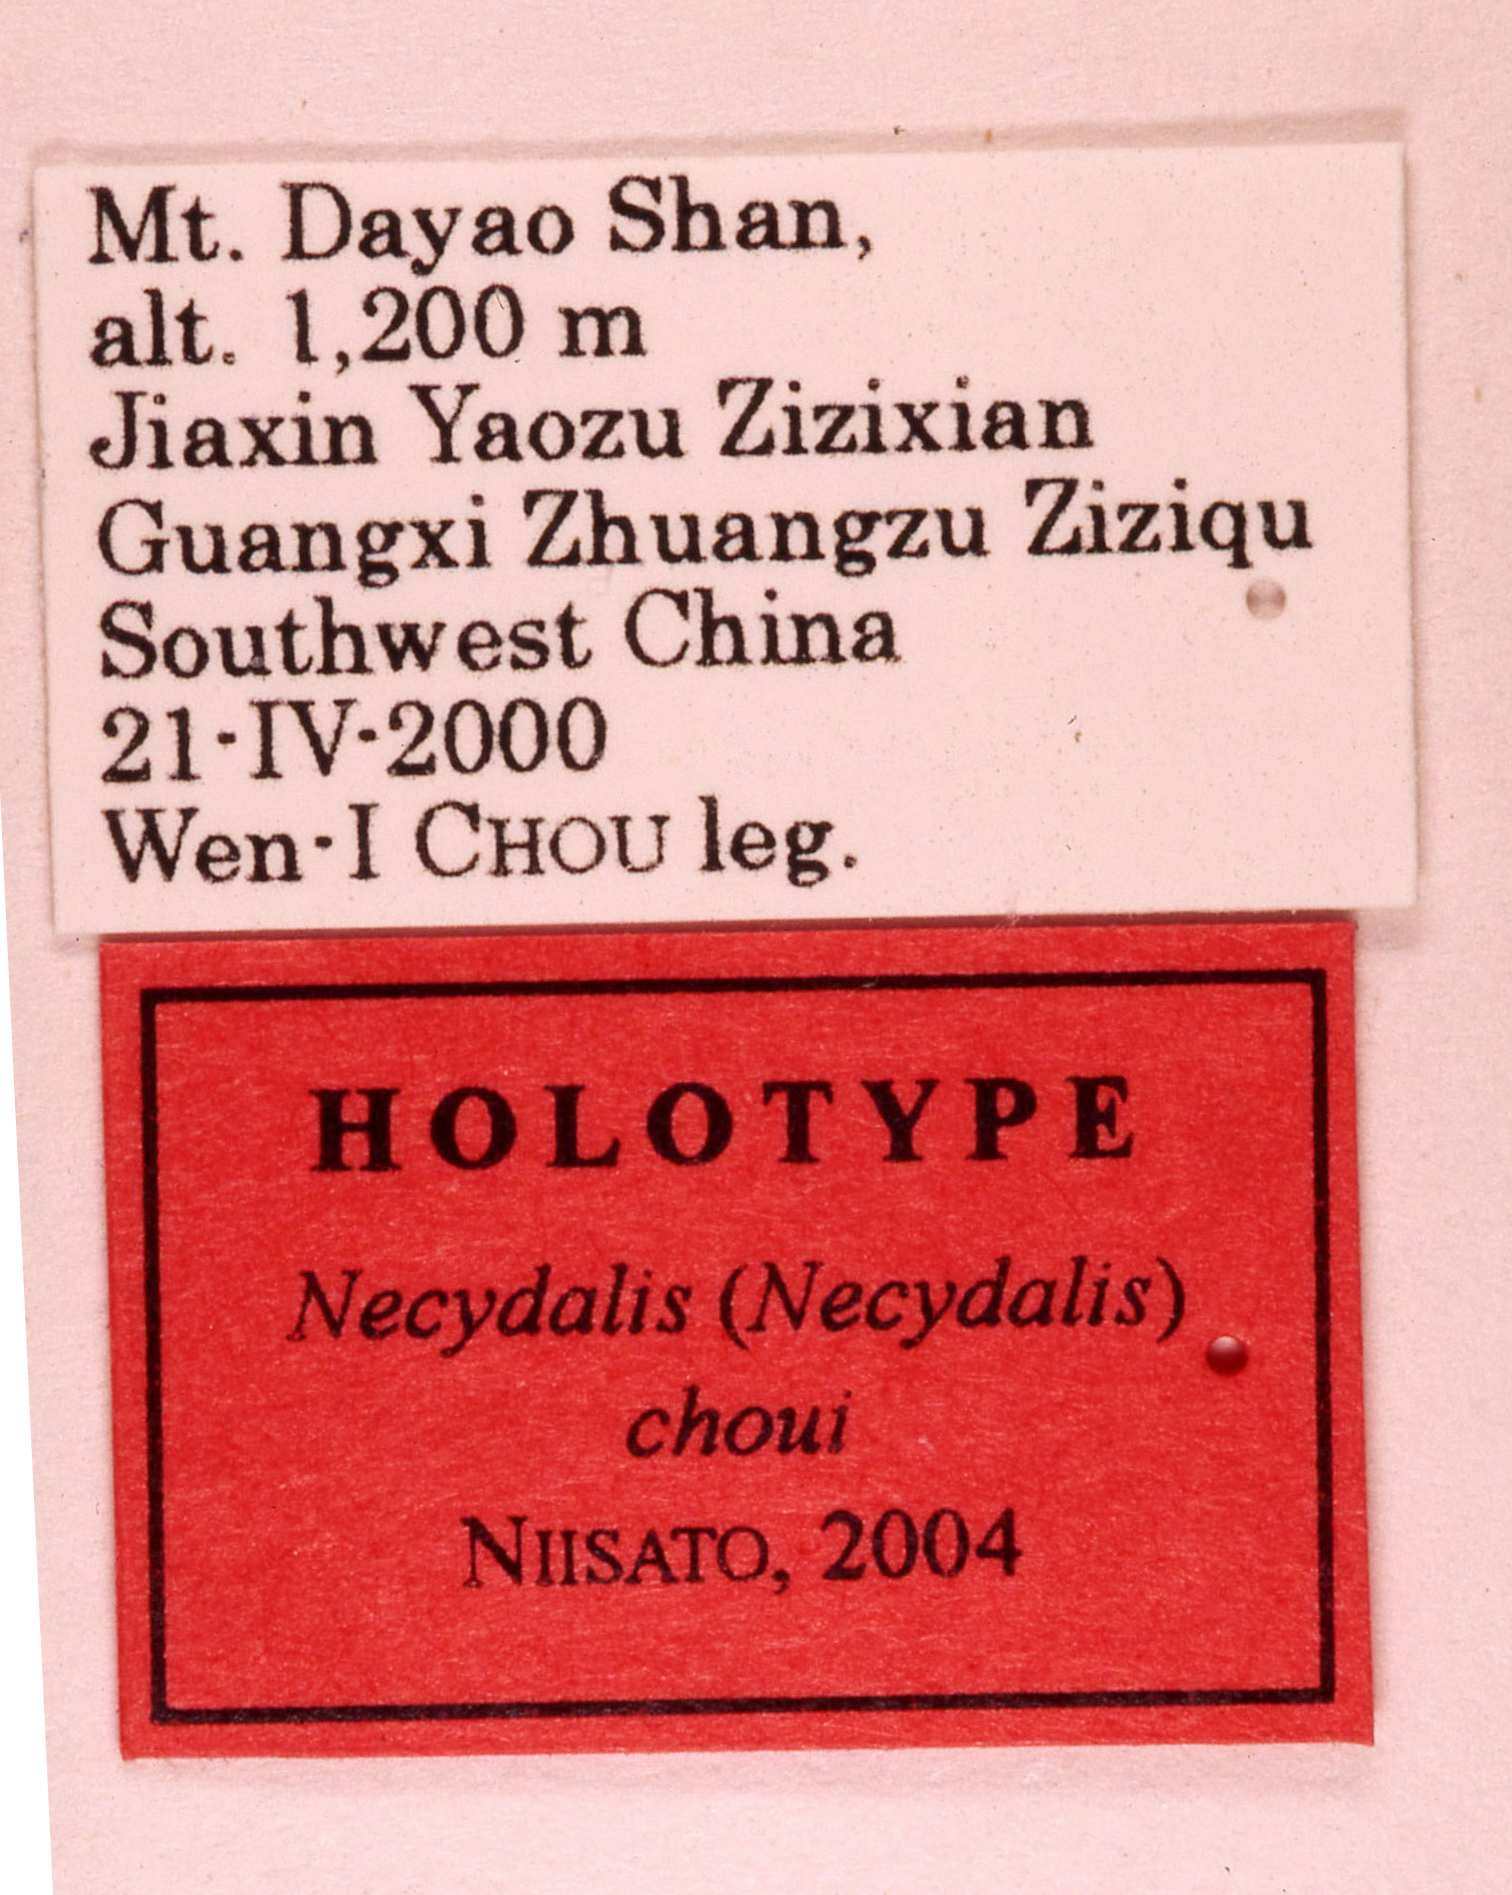 Mt. Dayao Shan,
alt. 1,200 m
Jiaxin Yaozu Zizixian
Guangxi Zhuangzu Ziziqu
Southwest China
21-IV-2000
Wen-I CHOU leg.
HOLOTYPE
Necydalis (Necydalis)
choui
NIISATO, 2004